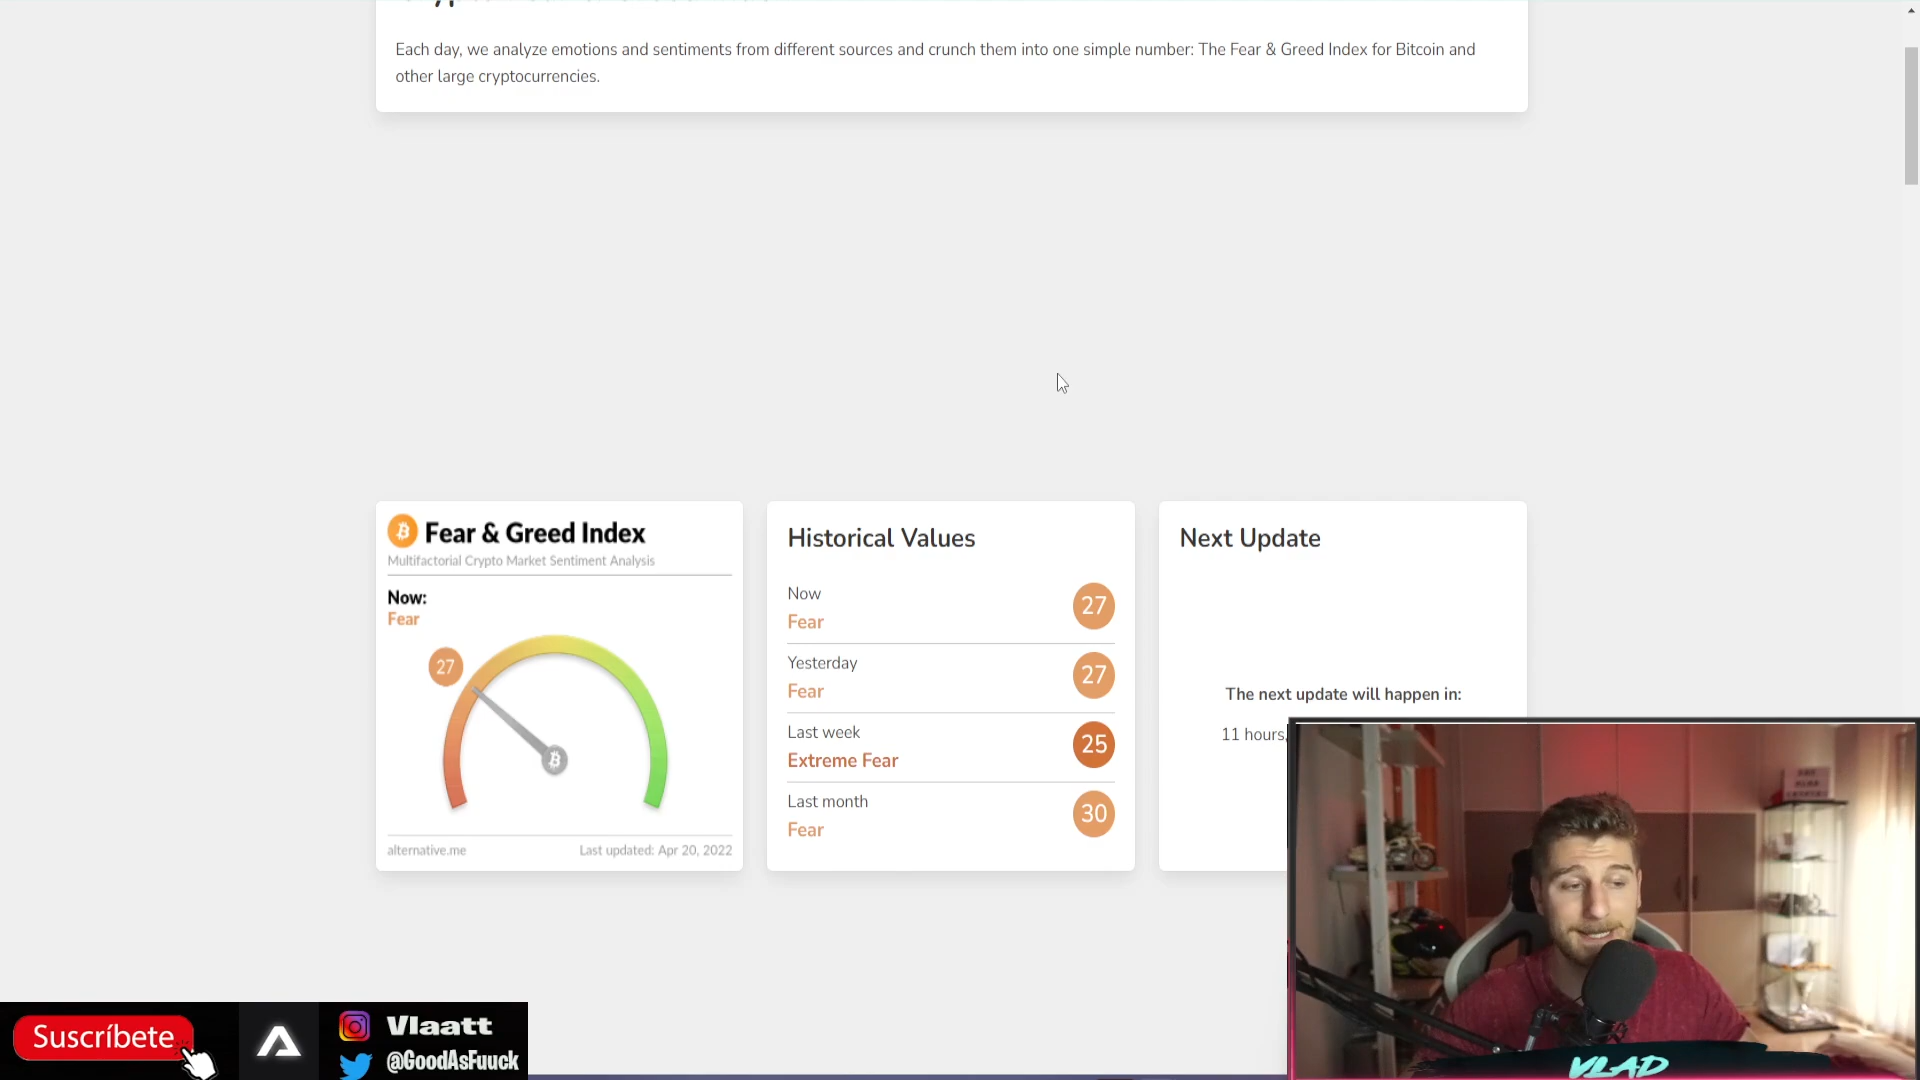 Each day, we analyze emotions and sentiments from different sources and crunch them into one simple number: The Fear & Greed Index for Bitcoin and
other large cryptocurrencies.
Fear & Greed Index
Multifactorial Crypto Market Sentiment Analysis
Now:
Fear
27
alternative.me
Last updated: Apr 20, 2022
Historical Values
Now
Fear
27
Yesterday
Fear
27
Last week
Extreme Fear
25
Last month
Fear
30
Next Update
The next update will happen in:
11 hours,
Suscríbete
Vlaatt
@GoodAsFuuck
VLAD